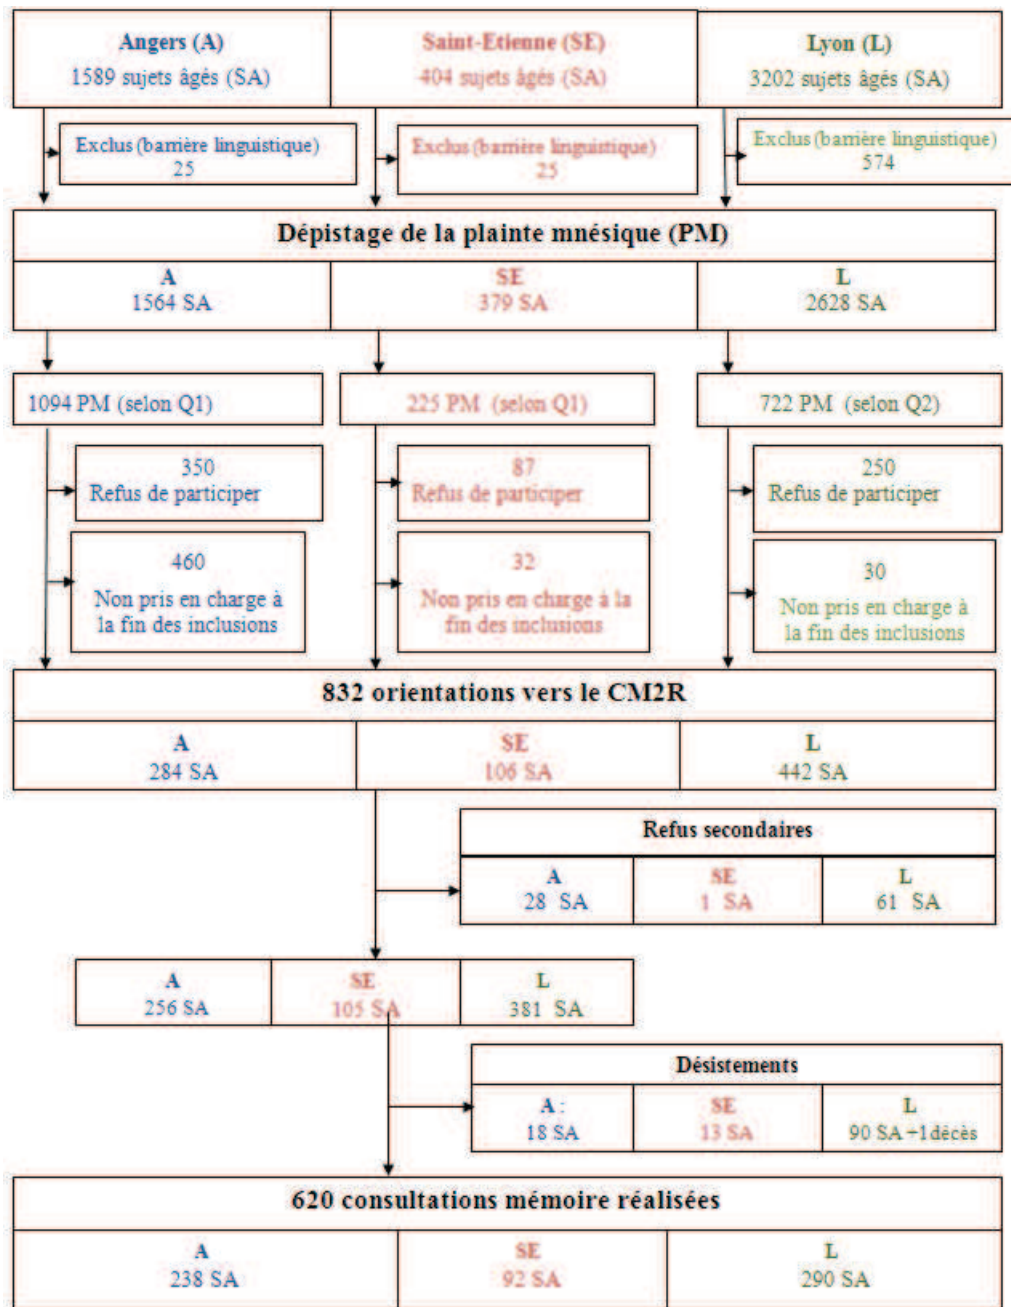 Angers (A)
1589 sujets âgés (SA)
Saint-Etienne (SE)
404 sujets âgés (SA)
Lyon (L)
3202 sujets âgés (SA)
Exclus (barrière linguistique)
25
Exclus (barrière linguistique)
25
Exclus (barrière linguistique)
574
Dépistage de la plainte mnésique (PM)
A
1564 SA
SE
379 SA
L
2628 SA
1094 PM (selon Q1)
225 PM (selon Q1)
722 PM (selon Q2)
350
Refus de participer
87
Refus de participer
250
Refus de participer
460
Non pris en charge à
la fin des inclusions
32
Non pris en charge à la
fin des inclusions
30
Non pris en charge à
la fin des inclusions
832 orientations vers le CM2R
A
284 SA
SE
106 SA
L
442 SA
Refus secondaires
A
28 SA
SE
1 SA
L
61 SA
A
256 SA
SE
105 SA
L
381 SA
Désistements
A :
18 SA
SE
13 SA
L
90 SA +1décès
620 consultations mémoire réalisées
A
238 SA
SE
92 SA
L
290 SA